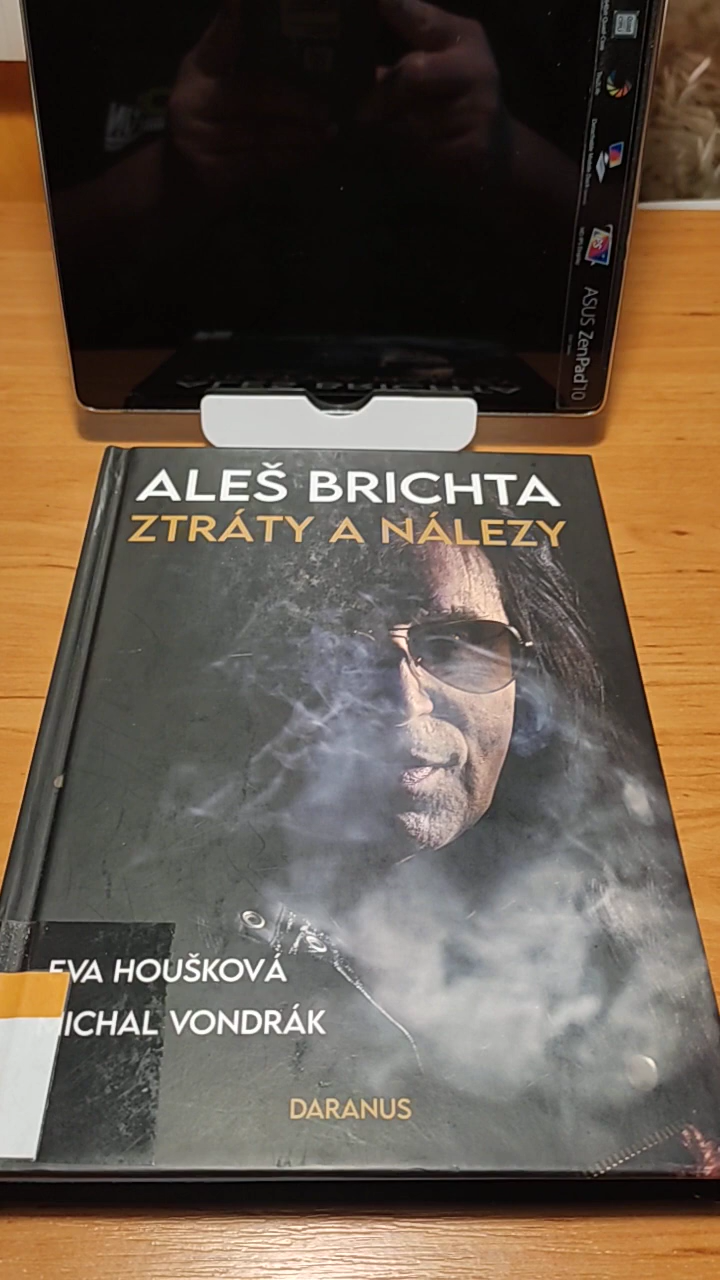 ASUS ZenPad 10
ALEŠ BRICHTA
ZTRÁTY A NÁLEZY
EVA HOUŠKOVÁ
MICHAL VONDRÁK
DARANUS